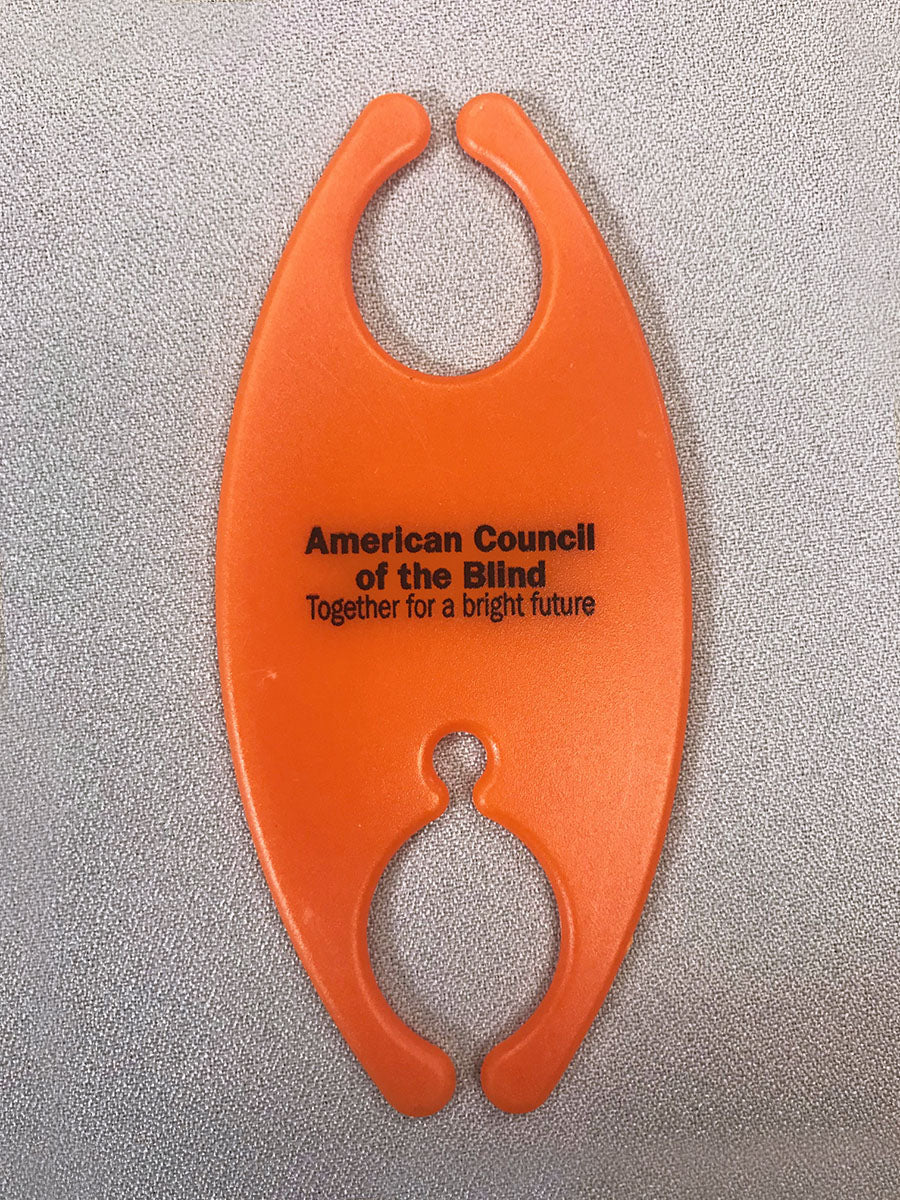 American Council
of the Blind
Together for a bright future